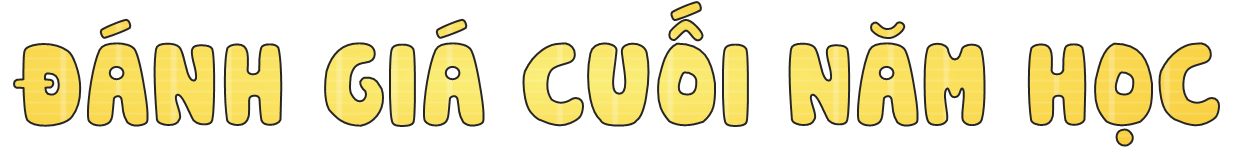 ĐÁNH GIÁ CUỐI NĂM HỌC